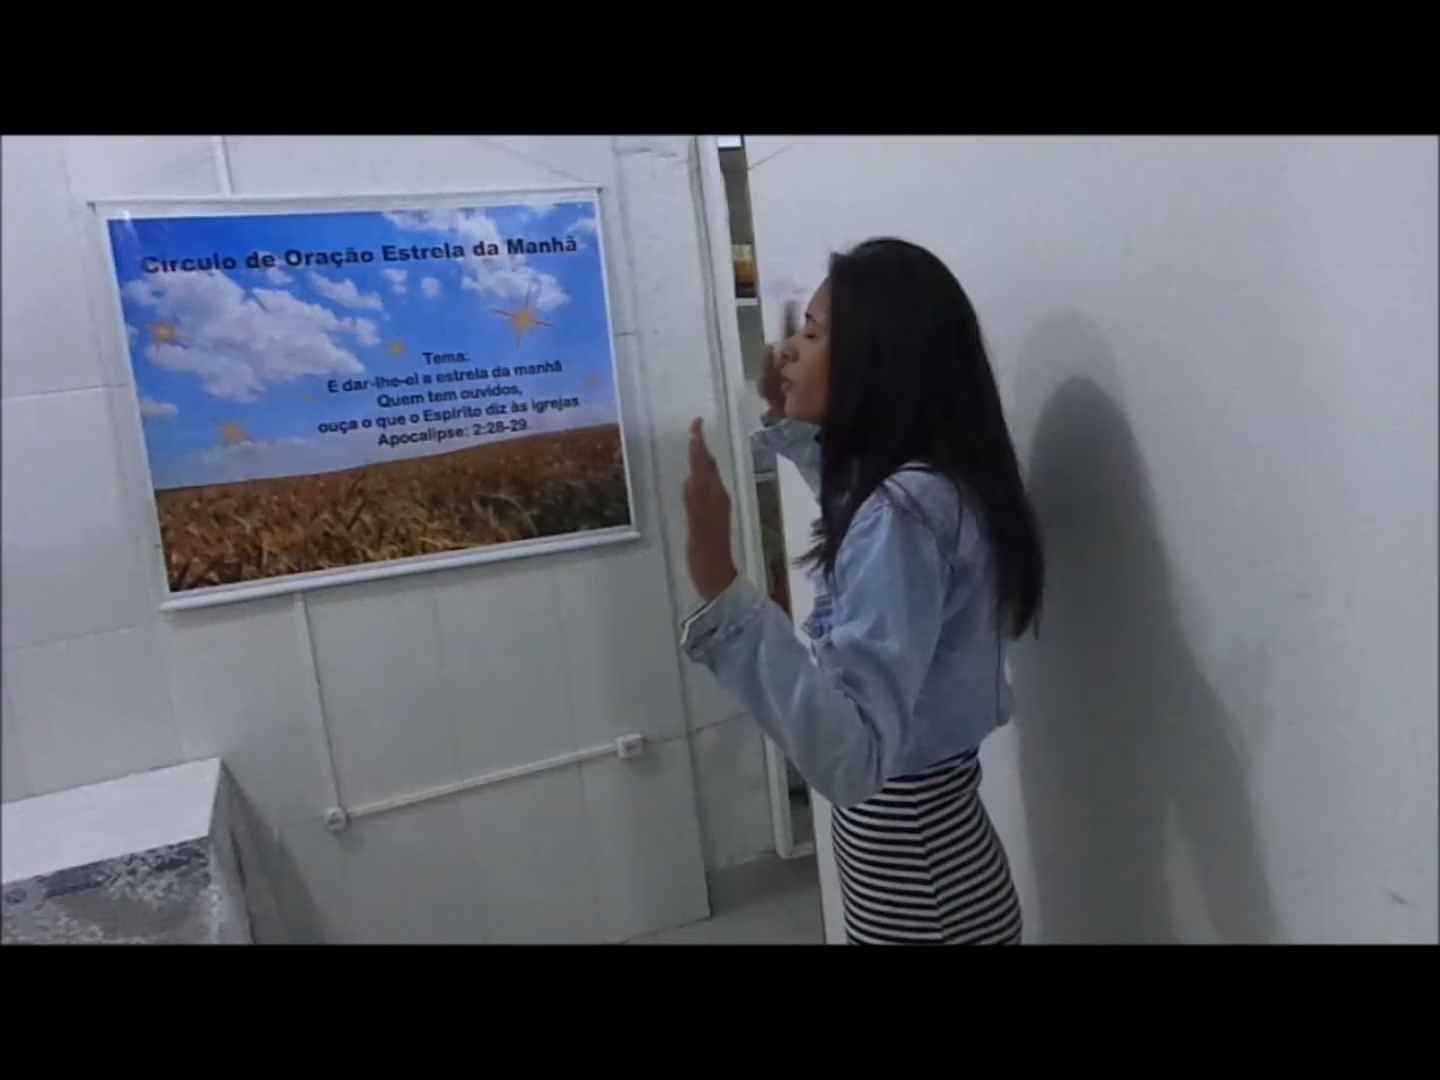 Círculo de Oração Estrela da Manhã
Tema:
E dar-lhe-ei a estrela da manhã
Quem tem ouvidos,
ouça o que o Espírito diz às igrejas
Apocalipse: 2:28-29.